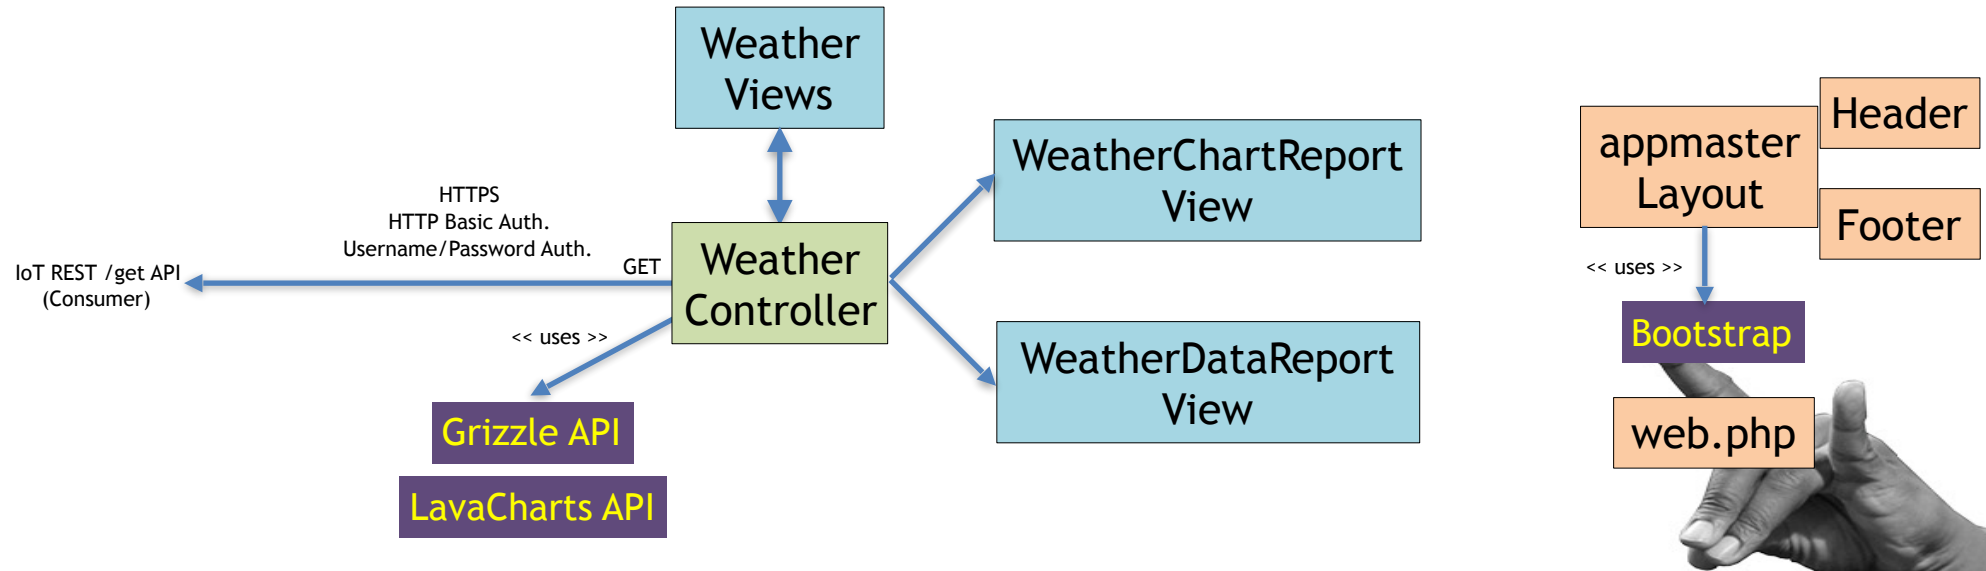 Weather
Views
HTTPS
HTTP Basic Auth.
Username/Password Auth.
GET
IoT REST /get API
(Consumer)
Weather
Controller
<< uses >>
Grizzle API
LavaCharts API
WeatherChartReport
View
WeatherDataReport
View
appmaster
Layout
Header
Footer
<< uses >>
Bootstrap
web.php